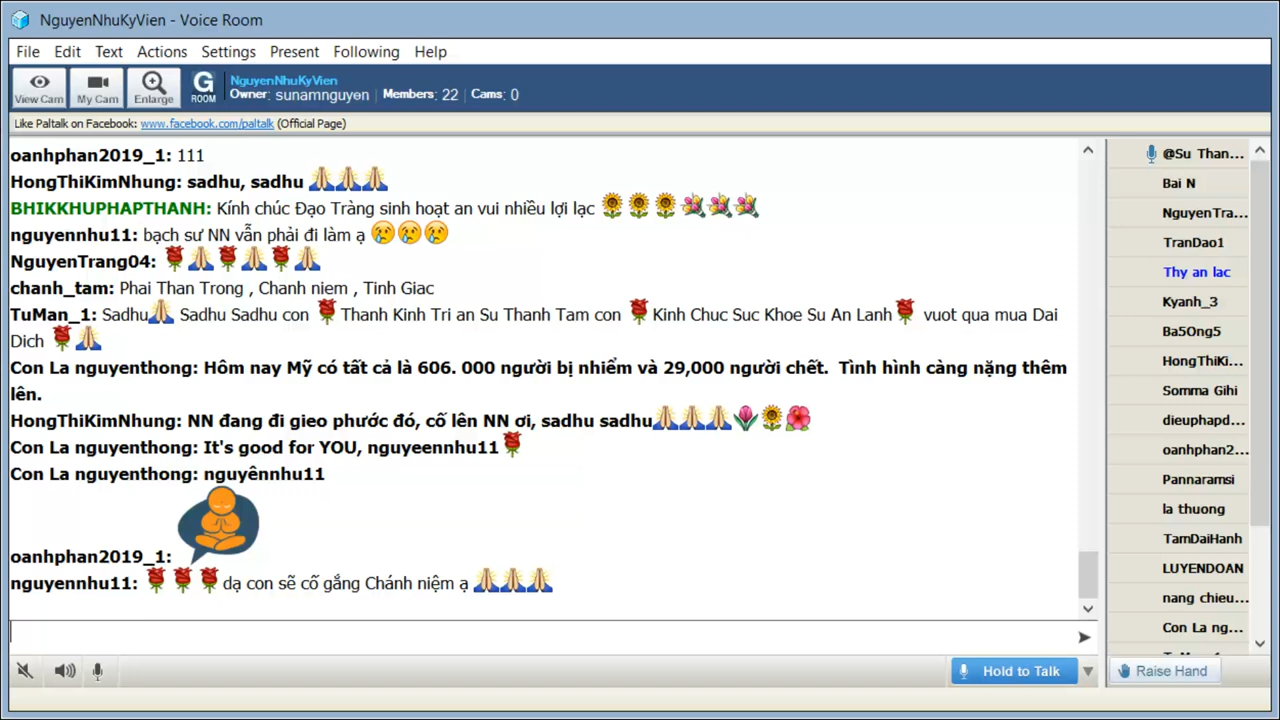 NguyenNhuKyVien - Voice Room
File Edit Text Actions Settings Present Following Help
View Cam My Cam Enlarge G ROOM
NguyenNhuKyVien
Owner: sunamnguyen Members: 22 Cams: 0
Like Paltalk on Facebook: www.facebook.com/paltalk (Official Page)
oanhphan2019_1: 111
HongThiKimNhung: sadhu, sadhu
BHIKKHUPHAPTHANH: Kính chúc Đạo Tràng sinh hoạt an vui nhiều lợi lạc
nguyennhu11: bạch sư NN vẫn phải đi làm ạ
NguyenTrang04:
chanh_tam: Phai Than Trong , Chanh niem , Tinh Giac
TuMan_1: Sadhu Sadhu Sadhu con Thanh Kinh Tri an Su Thanh Tam con Kinh Chuc Suc Khoe Su An Lanh vuot qua mua Dai
Dich
Con La nguyenthong: Hôm nay Mỹ có tất cả là 606. 000 người bị nhiểm và 29,000 người chết. Tình hình càng nặng thêm
lên.
HongThiKimNhung: NN đang đi gieo phước đó, cố lên NN ơi, sadhu sadhu
Con La nguyenthong: It's good for YOU, nguyeennhu11
Con La nguyenthong: nguyênnhu11
oanhphan2019_1:
nguyennhu11: dạ con sẽ cố gắng Chánh niệm ạ
Hold to Talk
@Su Than...
Bai N
NguyenTra...
TranDao1
Thy an lac
Kyanh_3
Ba5Ong5
HongThiKi...
Somma Gihi
dieuphapd...
oanhphan2...
Pannaramsi
la thuong
TamDaiHanh
LUYENDOAN
nang chieu...
Con La ng...
Raise Hand